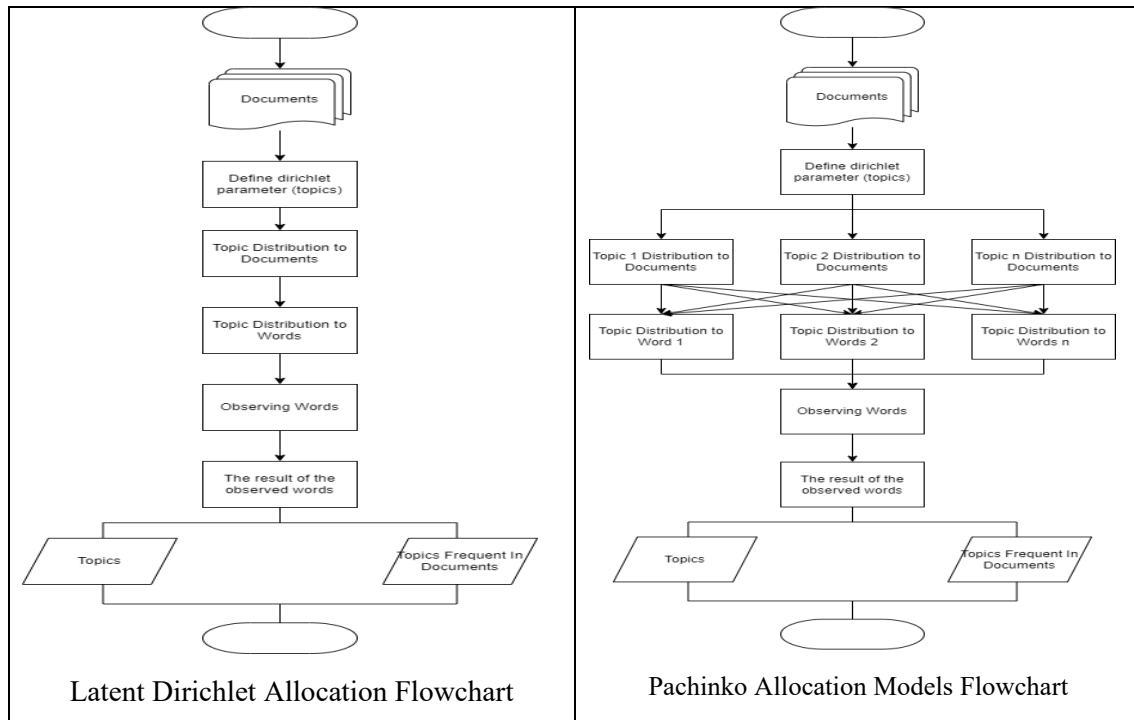 Documents
Define dirichlet
parameter (topics)
Topic Distribution to
Documents
Topic Distribution to
Words
Observing Words
The result of the
observed words
Topics
Topics Frequent In
Documents
Latent Dirichlet Allocation Flowchart
Documents
Define dirichlet
parameter (topics)
Topic 1 Distribution to
Documents
Topic 2 Distribution to
Documents
Topic n Distribution to
Documents
Topic Distribution to
Word 1
Topic Distribution to
Words 2
Topic Distribution to
Words n
Observing Words
The result of the
observed words
Topics
Topics Frequent In
Documents
Pachinko Allocation Models Flowchart